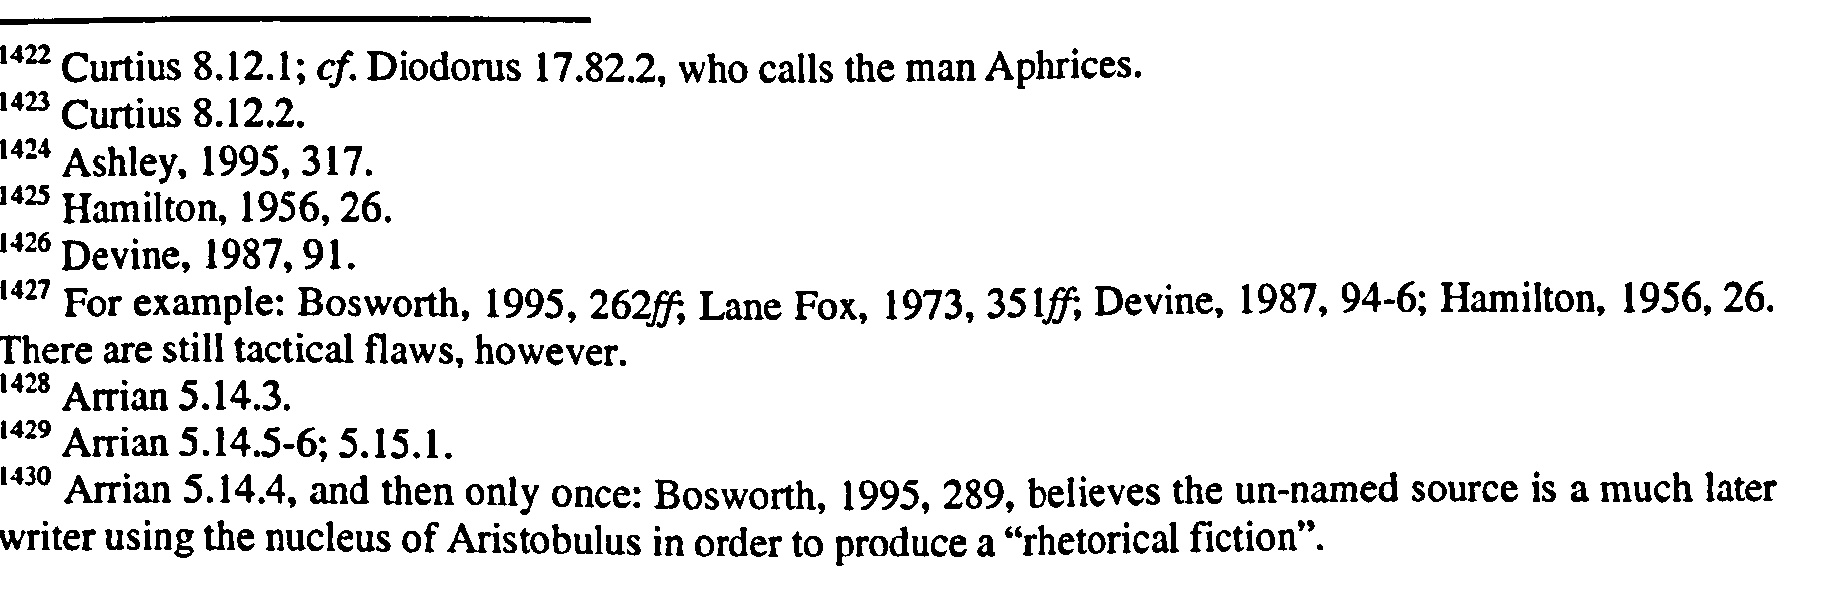 1422 Curtius 8.12.1; cf. Diodorus 17.82.2, who calls the man Aphrices.
1423 Curtius 8.12.2.
1424 Ashley, 1995, 317.
1425 Hamilton, 1956, 26.
1426 Devine, 1987, 91.
1427 For example: Bosworth, 1995, 262ff; Lane Fox, 1973, 351ff; Devine, 1987, 94-6; Hamilton, 1956, 26.
There are still tactical flaws, however.
1428 Arrian 5.14.3.
1429 Arrian 5.14.5-6; 5.15.1.
1430 Arrian 5.14.4, and then only once: Bosworth, 1995, 289, believes the un-named source is a much later
writer using the nucleus of Aristobulus in order to produce a “rhetorical fiction”.